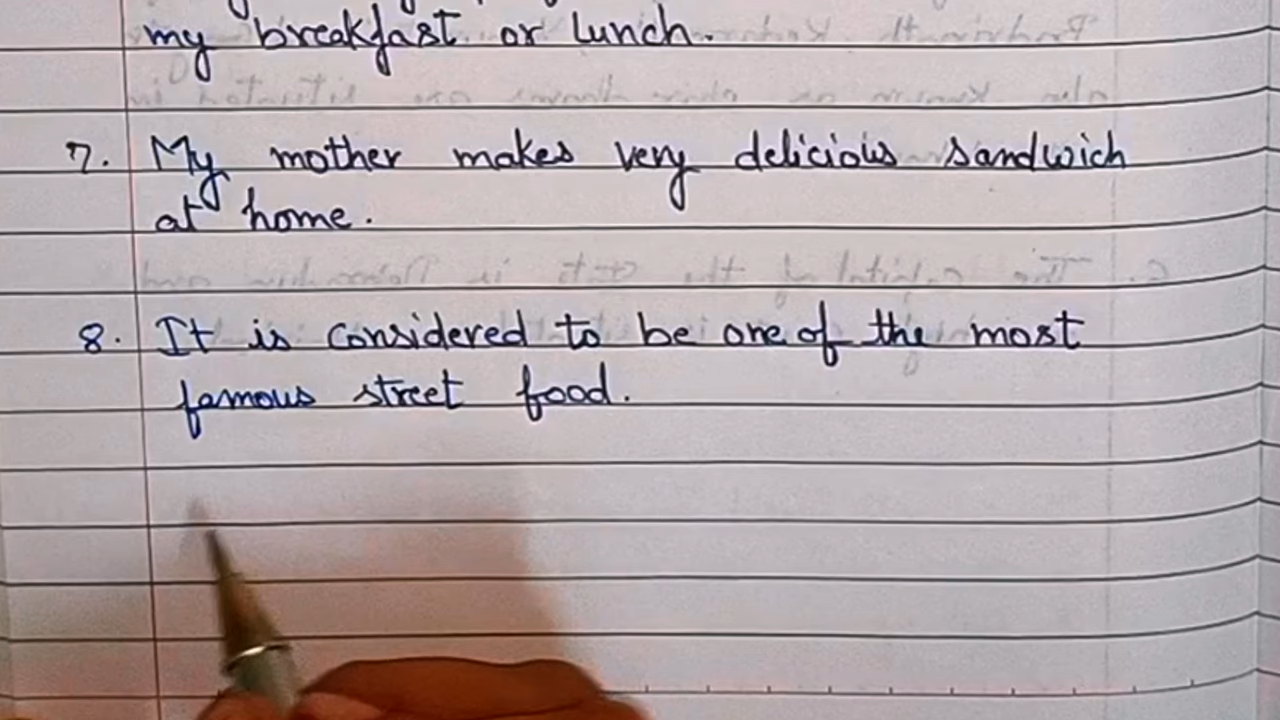 my breakfast or lunch.
7. My mother makes very delicious sandwich
at home.
8. It is considered to be one of the most
famous street food.